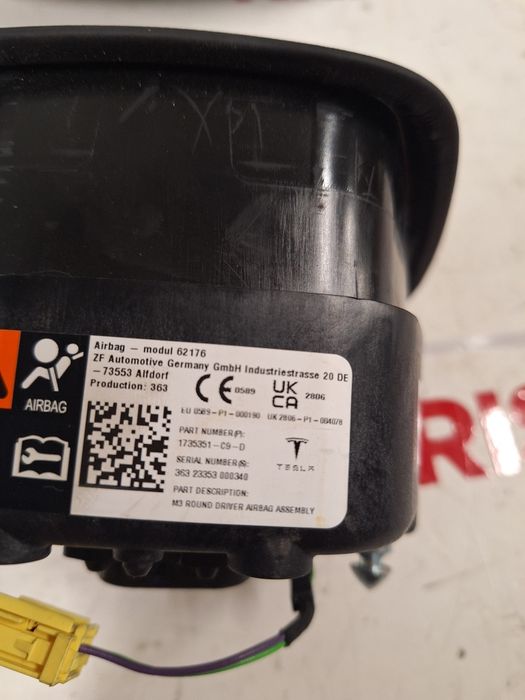 Airbag - modul 62176
ZF Automotive Germany GmbH Industriestrasse 20 DE
-73553 Alfdorf
Production: 363
CE 0589
UK CA 2806
EU 0589-P1-000190 UK 2806-P1-004078
AIRBAG
PART NUMBER(P):
1735351-C9-D
SERIAL NUMBER(S):
363 23353 000340
TESLA
PART DESCRIPTION:
M3 ROUND DRIVER AIRBAG ASSEMBLY
RIS